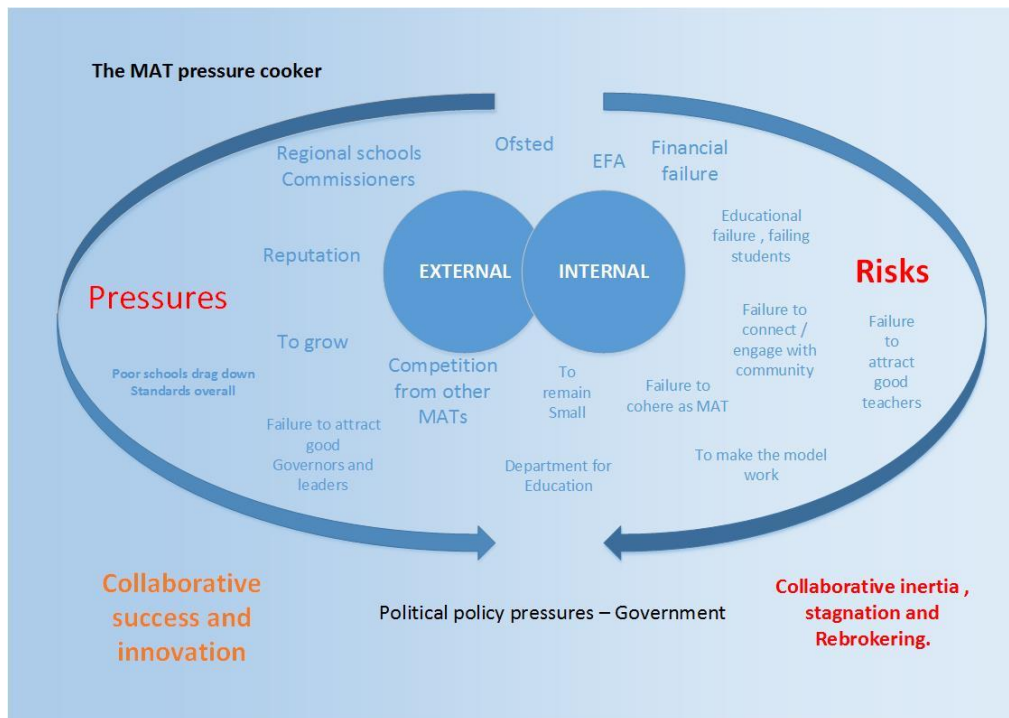 The MAT pressure cooker
Regional schools
Commissioners
Ofsted
EFA
Financial
failure
Reputation
EXTERNAL
INTERNAL
Educational
failure , failing
students
Pressures
Risks
To grow
Failure to
connect /
engage with
community
Failure
to
attract
good
teachers
Poor schools drag down
Standards overall
Competition
from other
MATs
To
remain
Small
Failure to
cohere as MAT
Failure to attract
good
Governors and
leaders
Department for
Education
To make the model
work
Collaborative
success and
innovation
Political policy pressures – Government
Collaborative inertia ,
stagnation and
Rebrokering.